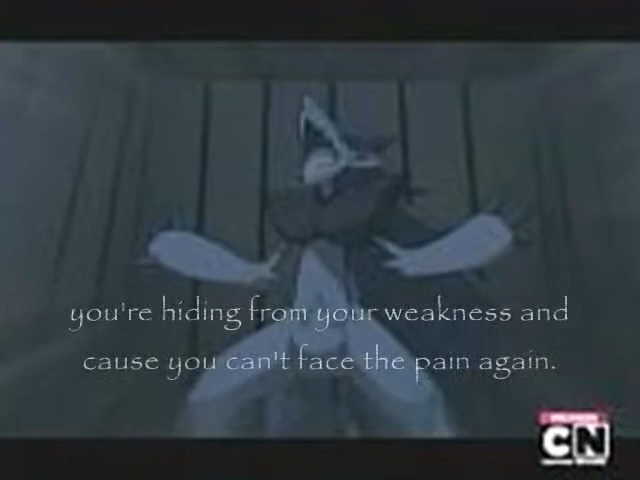 you're hiding from your weakness and
cause you can't face the pain again.
CN